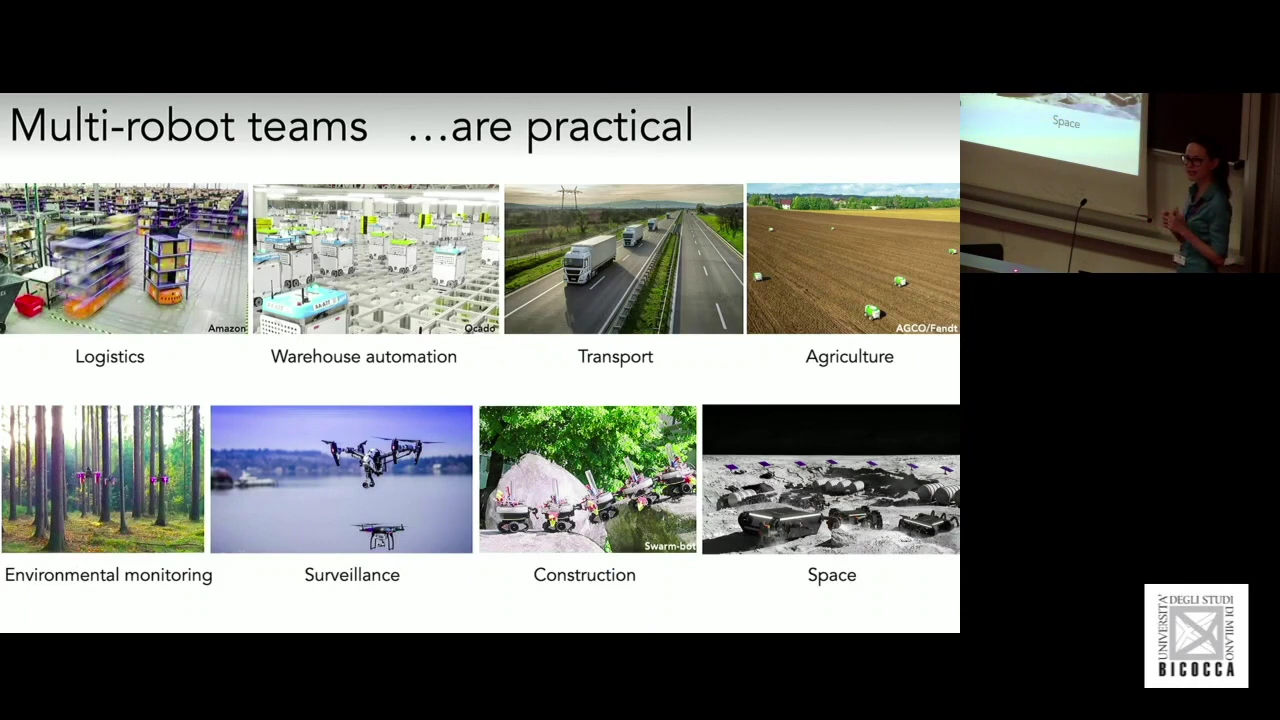 Multi-robot teams ...are practical
Amazon
Ocado
AGCO/Fendt
Logistics
Warehouse automation
Transport
Agriculture
Swarm-bot
Environmental monitoring
Surveillance
Construction
Space
Space
UNIVERSITA'
DEGLI STUDI
DI MILANO
BICOCCA